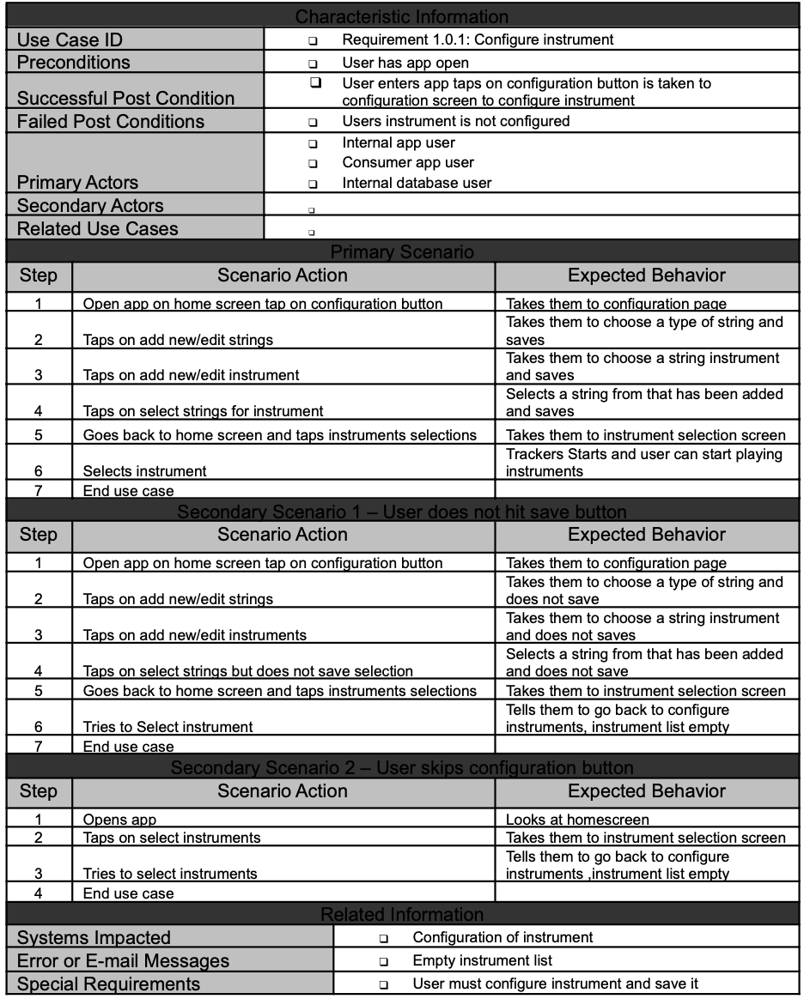 Characteristic Information
Use Case ID
❑ Requirement 1.0.1: Configure instrument
Preconditions
❑ User has app open
Successful Post Condition
❑ User enters app taps on configuration button is taken to
configuration screen to configure instrument
Failed Post Conditions
❑ Users instrument is not configured
Primary Actors
❑ Internal app user
❑ Consumer app user
❑ Internal database user
Secondary Actors
❑
Related Use Cases
❑
Primary Scenario
Step Scenario Action Expected Behavior
1 Open app on home screen tap on configuration button Takes them to configuration page
2 Taps on add new/edit strings Takes them to choose a type of string and
saves
3 Taps on add new/edit instrument Takes them to choose a string instrument
and saves
4 Taps on select strings for instrument Selects a string from that has been added
and saves
5 Goes back to home screen and taps instruments selections Takes them to instrument selection screen
6 Selects instrument Trackers Starts and user can start playing
instruments
7 End use case
Secondary Scenario 1 – User does not hit save button
Step Scenario Action Expected Behavior
1 Open app on home screen tap on configuration button Takes them to configuration page
2 Taps on add new/edit strings Takes them to choose a type of string and
does not save
3 Taps on add new/edit instruments Takes them to choose a string instrument
and does not saves
4 Taps on select strings but does not save selection Selects a string from that has been added
and does not save
5 Goes back to home screen and taps instruments selections Takes them to instrument selection screen
6 Tries to Select instrument Tells them to go back to configure
instruments, instrument list empty
7 End use case
Secondary Scenario 2 – User skips configuration button
Step Scenario Action Expected Behavior
1 Opens app Looks at homescreen
2 Taps on select instruments Takes them to instrument selection screen
3 Tries to select instruments Tells them to go back to configure
instruments ,instrument list empty
4 End use case
Related Information
Systems Impacted
❑ Configuration of instrument
Error or E-mail Messages
❑ Empty instrument list
Special Requirements
❑ User must configure instrument and save it